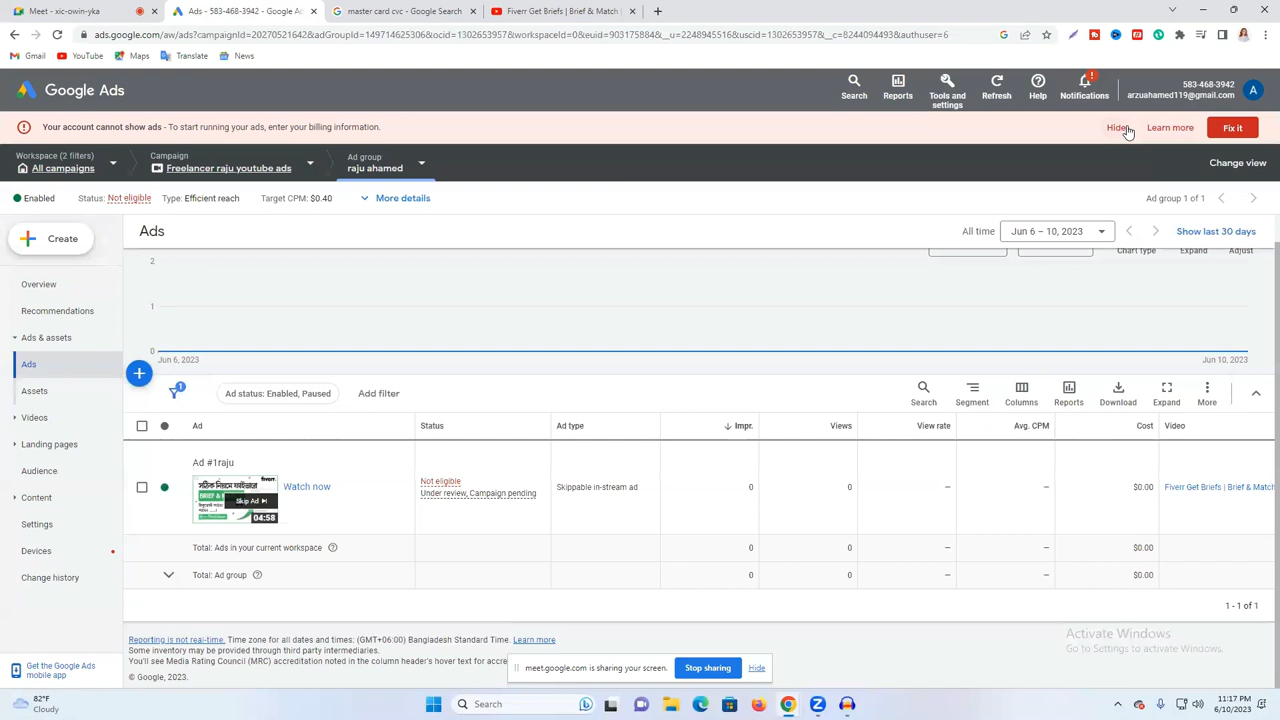 Meet - xic-owin-yka
Ads - 583-468-3942 - Google Ad
master card cvc - Google Search
Fiverr Get Briefs | Brief & Match
ads.google.com/aw/ads?campaignId=20270521642&adGroupId=149714625306&ocid=1302653957&workspaceId=0&euid=903175884&__u=2248945516&uscid=1302653957&__c=8244094493&authuser=6
Gmail YouTube Maps Translate News
Google Ads
Search Reports Tools and settings Refresh Help Notifications
583-468-3942
arzuahamed119@gmail.com
A
Your account cannot show ads - To start running your ads, enter your billing information.
Hide Learn more Fix it
Workspace (2 filters)
All campaigns
Campaign
Freelancer raju youtube ads
Ad group
raju ahamed
Change view
Enabled Status: Not eligible Type: Efficient reach Target CPM: $0.40 More details
Ad group 1 of 1
Create
Ads
All time Jun 6 – 10, 2023 Show last 30 days
Chart type Expand Adjust
Overview
Recommendations
Ads & assets
Ads
Assets
Videos
Landing pages
Audience
Content
Settings
Devices
Change history
2
1
0
Jun 6, 2023
Jun 10, 2023
1
Ad status: Enabled, Paused Add filter
Search Segment Columns Reports Download Expand More
Ad Status Ad type Impr. Views View rate Avg. CPM Cost Video
Ad #1raju
সঠিক নিয়মে ফাইভারে fiverr.
BRIEF &
Skip Ad
04:58
Watch now
Not eligible
Under review, Campaign pending
Skippable in-stream ad 0 0 – – $0.00 Fiverr Get Briefs | Brief & Match
Total: Ads in your current workspace 0 0 – – $0.00
Total: Ad group 0 0 – – $0.00
1 - 1 of 1
Reporting is not real-time. Time zone for all dates and times: (GMT+06:00) Bangladesh Standard Time. Learn more
Some inventory may be provided through third party intermediaries.
You'll see Media Rating Council (MRC) accreditation noted in the column header's hover text for accre
© Google, 2023.
Get the Google Ads
mobile app
meet.google.com is sharing your screen. Stop sharing Hide
Activate Windows
Go to Settings to activate Windows.
82°F
Cloudy
Search
11:17 PM
6/10/2023